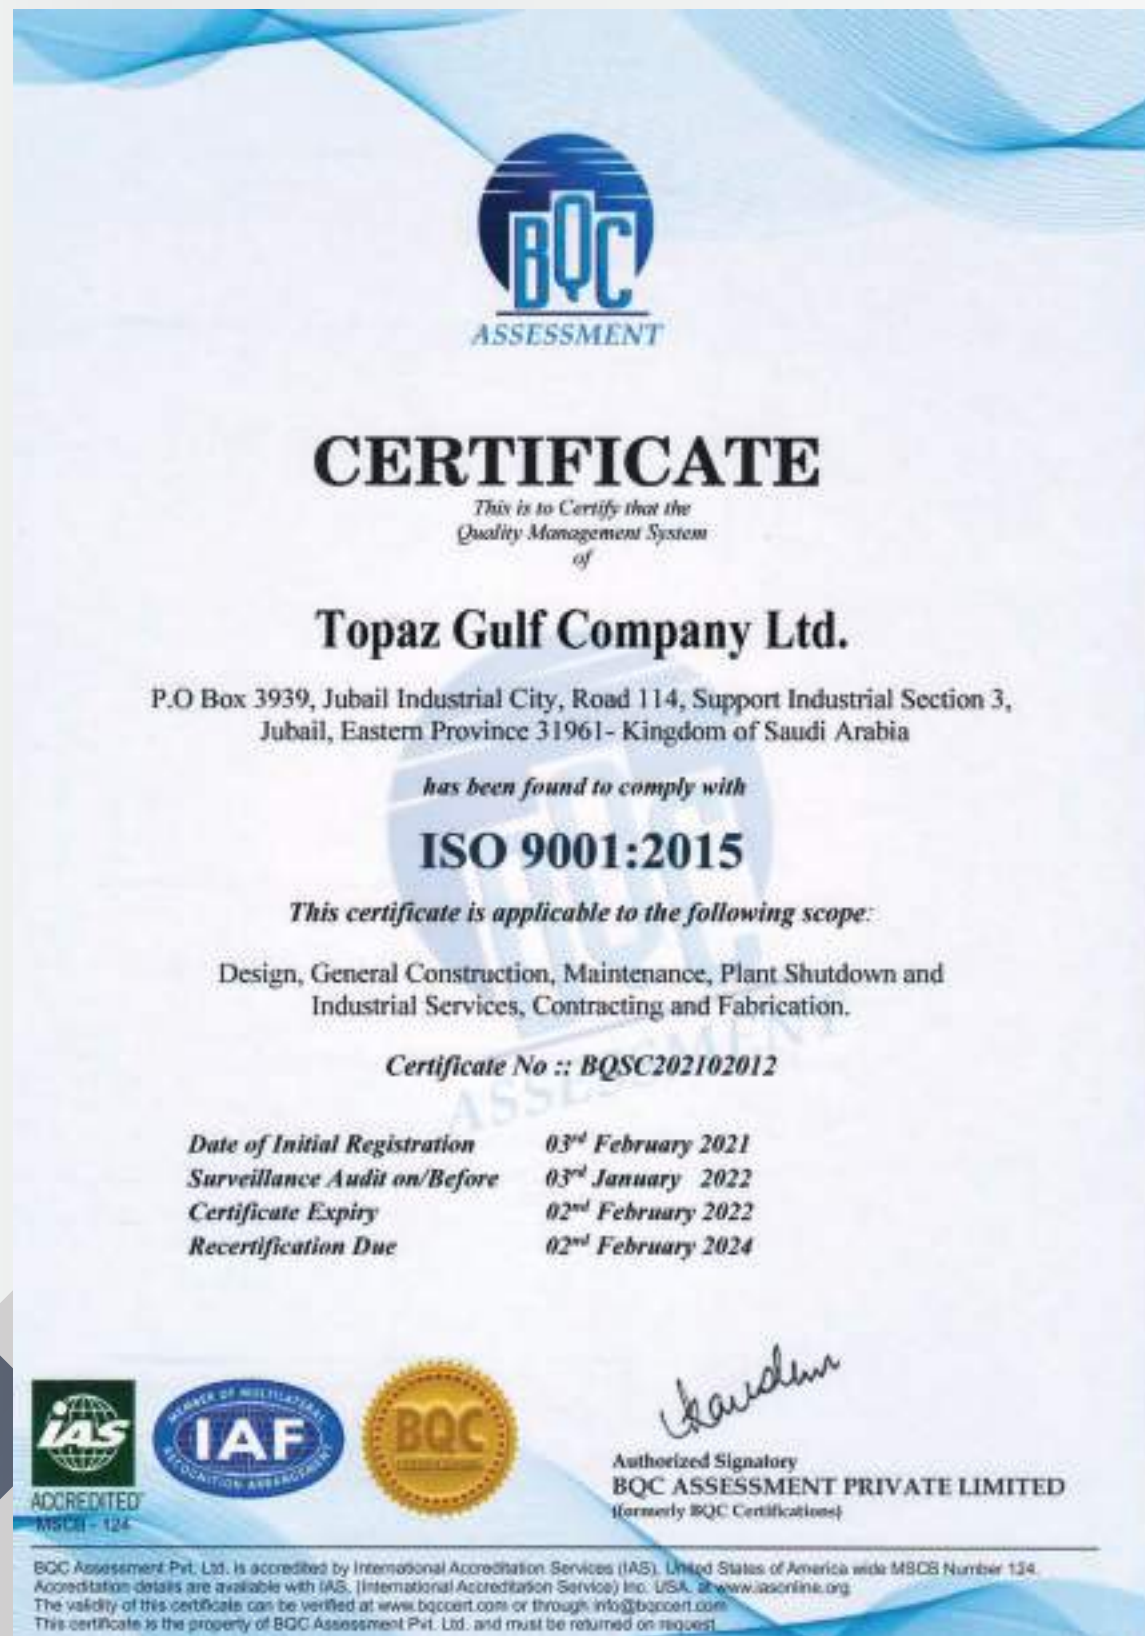 BQC
ASSESSMENT
CERTIFICATE
This is to Certify that the
Quality Management System
of
Topaz Gulf Company Ltd.
P.O Box 3939, Jubail Industrial City, Road 114, Support Industrial Section 3,
Jubail, Eastern Province 31961- Kingdom of Saudi Arabia
has been found to comply with
ISO 9001:2015
This certificate is applicable to the following scope:
Design, General Construction, Maintenance, Plant Shutdown and
Industrial Services, Contracting and Fabrication.
Certificate No :: BQSC202102012
ASSESSMENT
Date of Initial Registration 03rd February 2021
Surveillance Audit on/Before 03rd January 2022
Certificate Expiry 02nd February 2022
Recertification Due 02nd February 2024
IAS
ACCREDITED
MSCB - 124
MEMBER OF MULTILATERAL
IAF
RECOGNITION ARRANGEMENT
BQC
Authorized Signatory
BQC ASSESSMENT PRIVATE LIMITED
(formerly BQC Certifications)
BQC Assessment Pvt. Ltd. is accredited by International Accreditation Services (IAS), United States of America wide MSCB Number 124.
Accreditation details are available with IAS, (International Accreditation Service) Inc. USA. at www.iasonline.org
The validity of this certificate can be verified at www.bqccert.com or through info@bqccert.com
This certificate is the property of BQC Assessment Pvt. Ltd. and must be returned on request